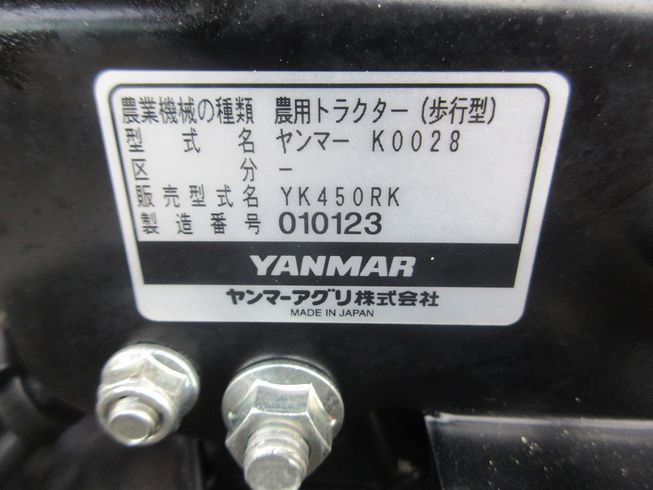 農業機械の種類 農用トラクター(歩行型)
型式名 ヤンマー K0028
区分 -
販売型式名 YK450RK
製造番号 010123
YANMAR
ヤンマーアグリ株式会社
MADE IN JAPAN